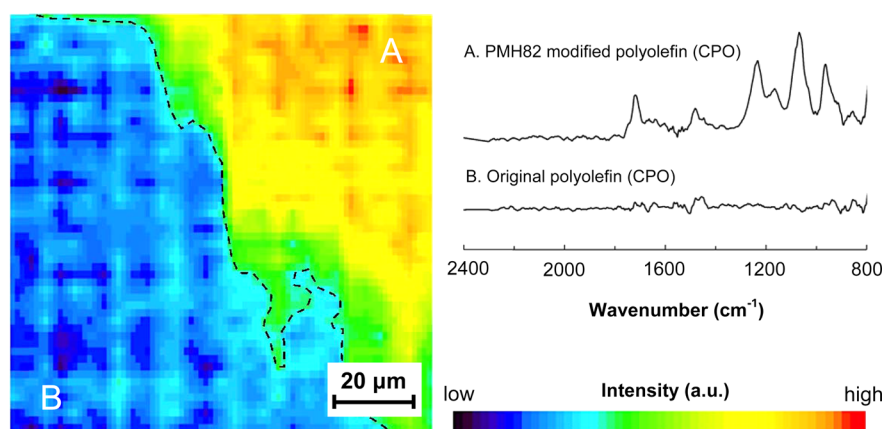 A
B
20 μm
A. PMH82 modified polyolefin (CPO)
B. Original polyolefin (CPO)
2400 2000 1600 1200 800
Wavenumber (cm-1)
low Intensity (a.u.) high